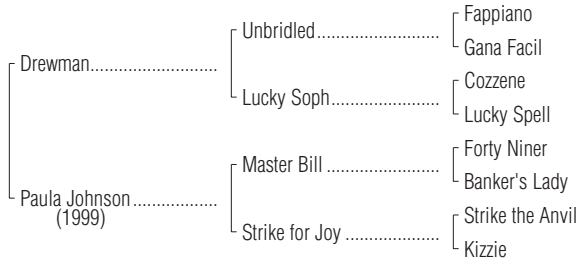 Fappiano
Unbridled
Gana Facil
Drewman
Cozzene
Lucky Soph
Lucky Spell
Forty Niner
Master Bill
Banker's Lady
Paula Johnson
(1999)
Strike the Anvil
Strike for Joy
Kizzie